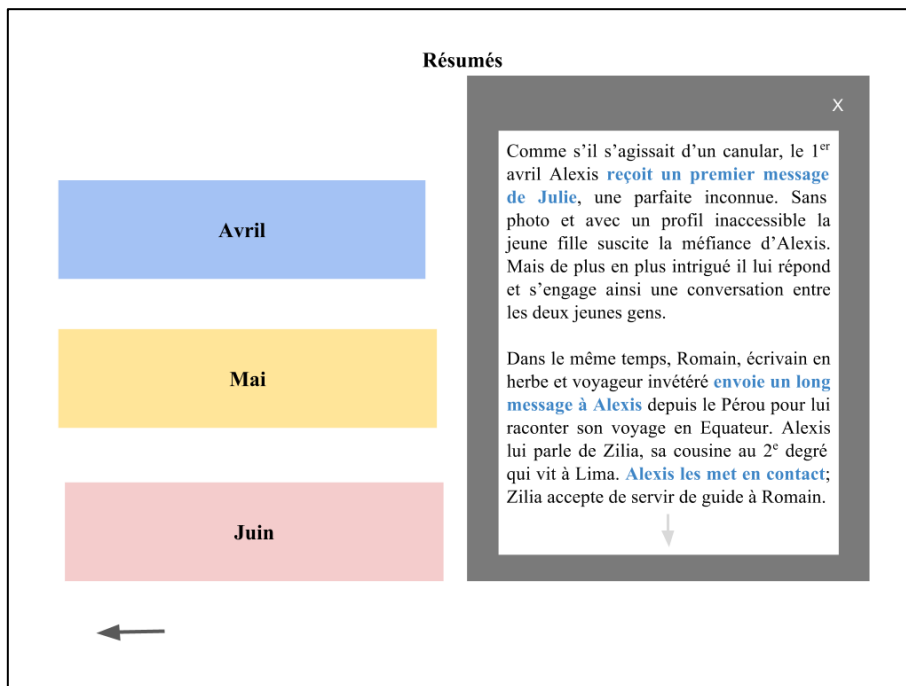 Résumés
Avril
Mai
Juin
X
Comme s’il s’agissait d’un canular, le 1er
avril Alexis reçoit un premier message
de Julie, une parfaite inconnue. Sans
photo et avec un profil inaccessible la
jeune fille suscite la méfiance d’Alexis.
Mais de plus en plus intrigué il lui répond
et s’engage ainsi une conversation entre
les deux jeunes gens.
Dans le même temps, Romain, écrivain en
herbe et voyageur invétéré envoie un long
message à Alexis depuis le Pérou pour lui
raconter son voyage en Equateur. Alexis
lui parle de Zilia, sa cousine au 2e degré
qui vit à Lima. Alexis les met en contact;
Zilia accepte de servir de guide à Romain.